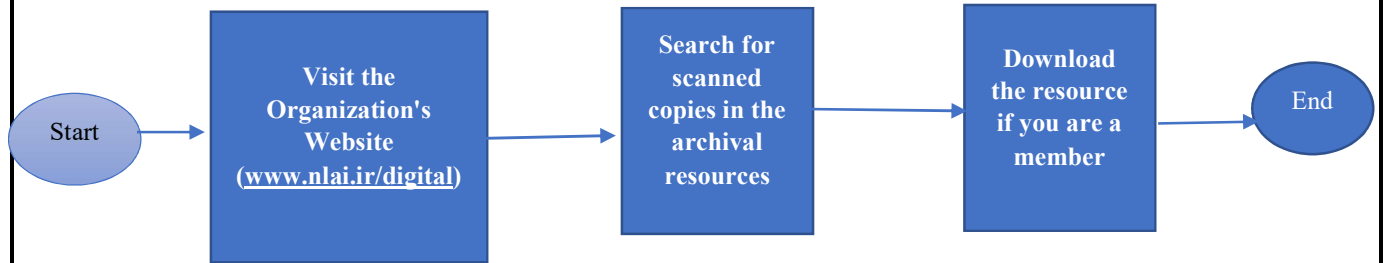 Start
Visit the
Organization's
Website
(www.nlai.ir/digital)
Search for
scanned
copies in the
archival
resources
Download
the resource
if you are a
member
End